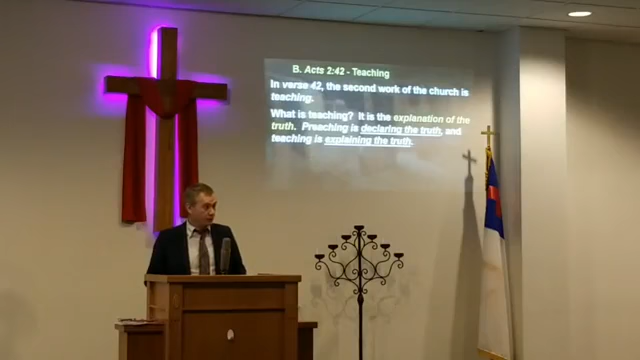 B. Acts 2:42 - Teaching
In verse 42, the second work of the church is
teaching.
What is teaching? It is the explanation of the
truth. Preaching is declaring the truth, and
teaching is explaining the truth.